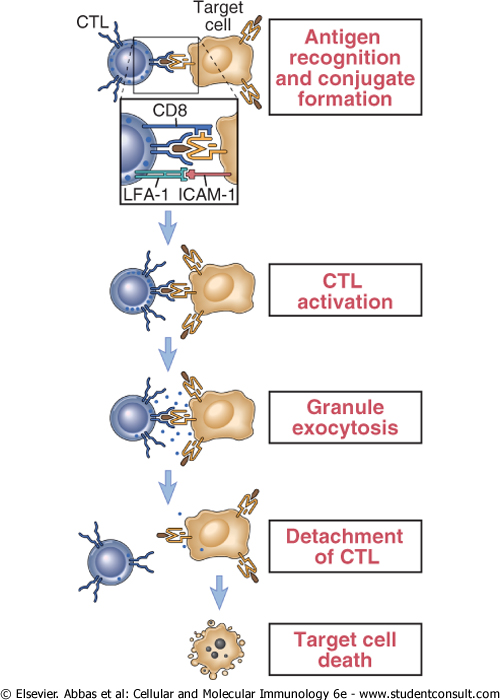 CTL
Target
cell
Antigen
recognition
and conjugate
formation
CD8
LFA-1 ICAM-1
CTL
activation
Granule
exocytosis
Detachment
of CTL
Target cell
death
© Elsevier. Abbas et al: Cellular and Molecular Immunology 6e - www.studentconsult.com